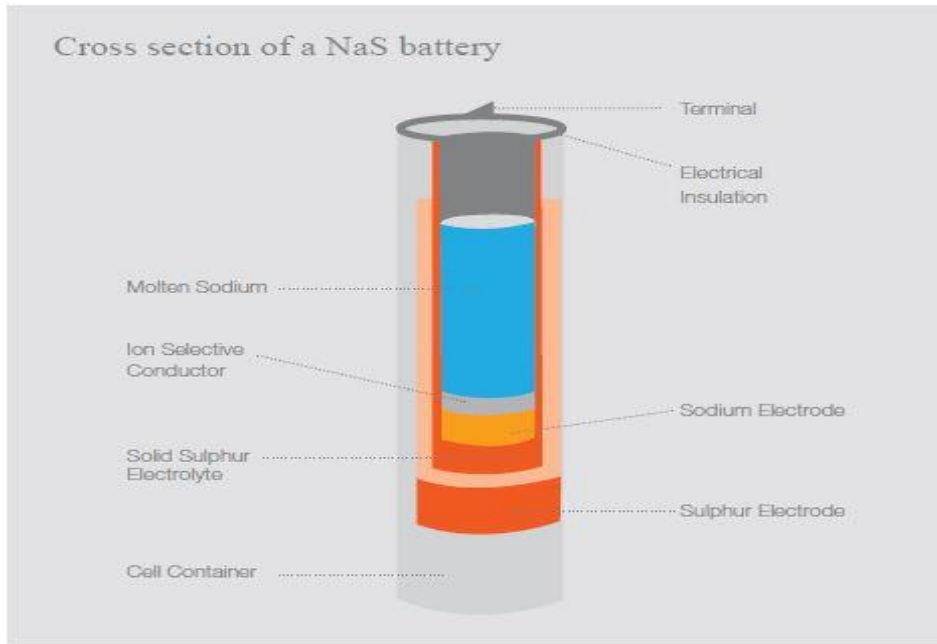 Cross section of a NaS battery
Terminal
Electrical
Insulation
Molten Sodium
Ion Selective
Conductor
Sodium Electrode
Solid Sulphur
Electrolyte
Sulphur Electrode
Cell Container